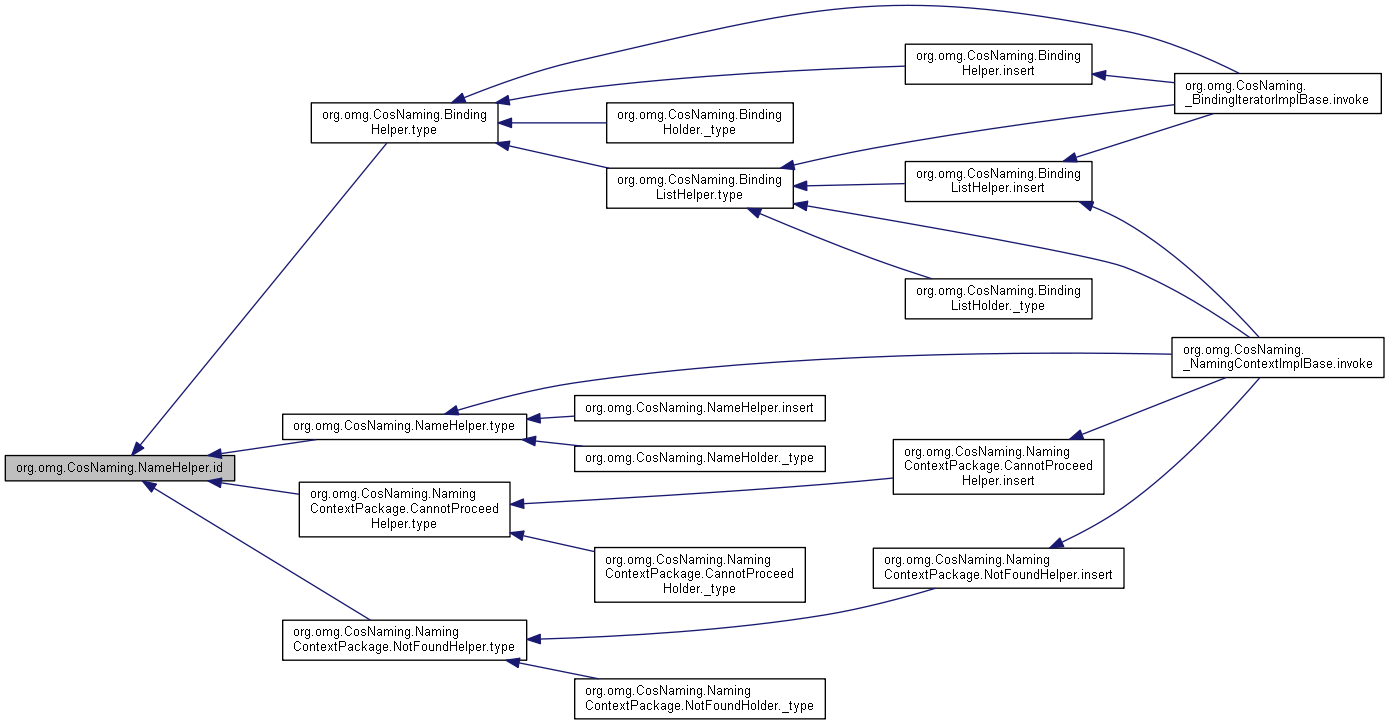 org.omg.CosNaming.Binding
Helper.insert
org.omg.CosNaming.
_BindingIteratorImplBase.invoke
org.omg.CosNaming.Binding
Helper.type
org.omg.CosNaming.Binding
Holder._type
org.omg.CosNaming.Binding
ListHelper.type
org.omg.CosNaming.Binding
ListHelper.insert
org.omg.CosNaming.Binding
ListHolder._type
org.omg.CosNaming.
_NamingContextImplBase.invoke
org.omg.CosNaming.NameHelper.insert
org.omg.CosNaming.NameHelper.type
org.omg.CosNaming.NameHolder._type
org.omg.CosNaming.NameHelper.id
org.omg.CosNaming.Naming
ContextPackage.CannotProceed
Helper.insert
org.omg.CosNaming.Naming
ContextPackage.CannotProceed
Helper.type
org.omg.CosNaming.Naming
ContextPackage.CannotProceed
Holder._type
org.omg.CosNaming.Naming
ContextPackage.NotFoundHelper.insert
org.omg.CosNaming.Naming
ContextPackage.NotFoundHelper.type
org.omg.CosNaming.Naming
ContextPackage.NotFoundHolder._type